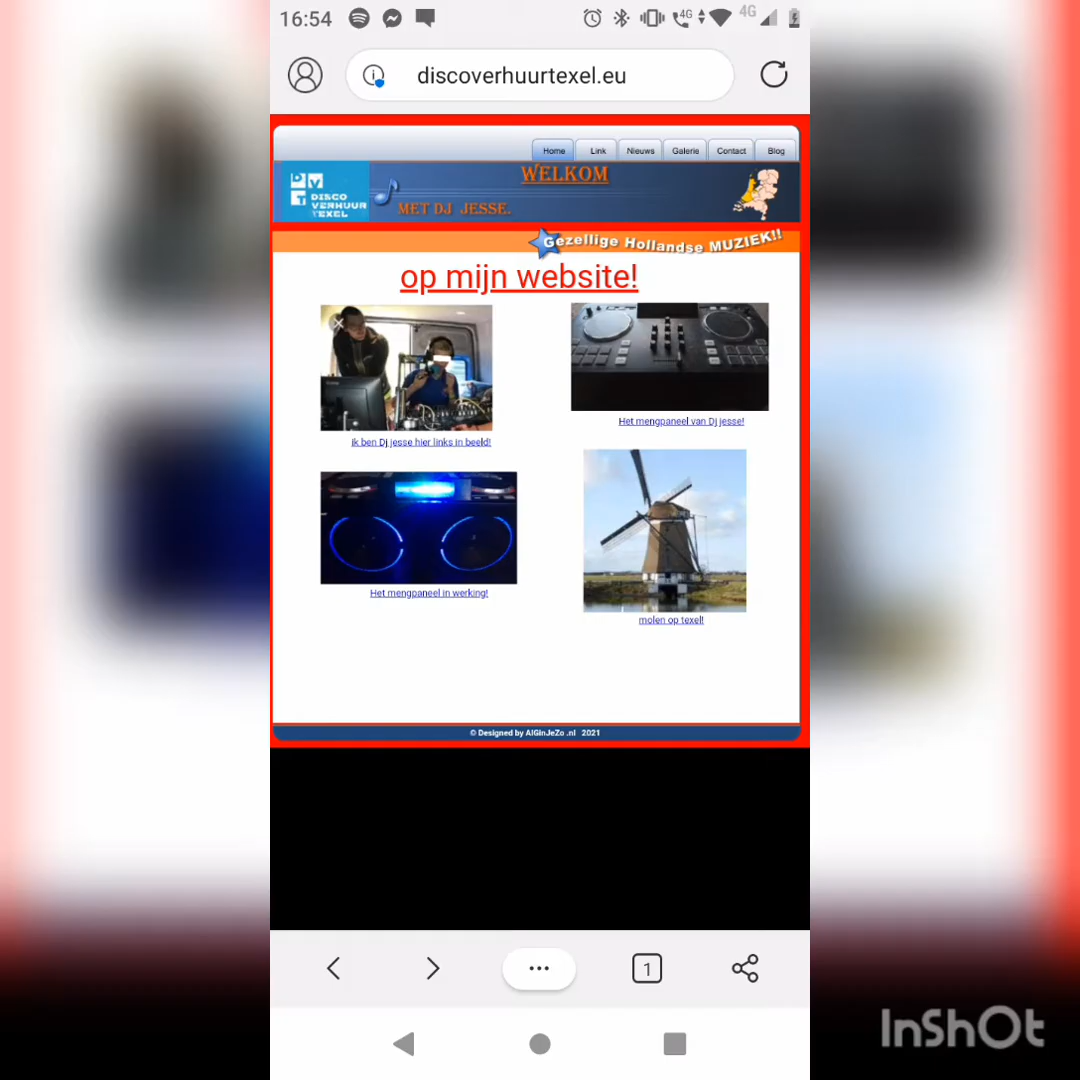 16:54
4G
4G
discoverhuurtexel.eu
Home Link Nieuws Galerie Contact Blog
WELKOM
D V
T DISCO
VERHUUR
TEXEL
MET DJ JESSE.
Gezellige Hollandse MUZIEK!!
op mijn website!
Het mengpaneel van Dj jesse!
ik ben Dj jesse hier links in beeld!
Het mengpaneel in werking!
molen op texel!
© Designed by AlGinJeZo .nl 2021
1
InShOt